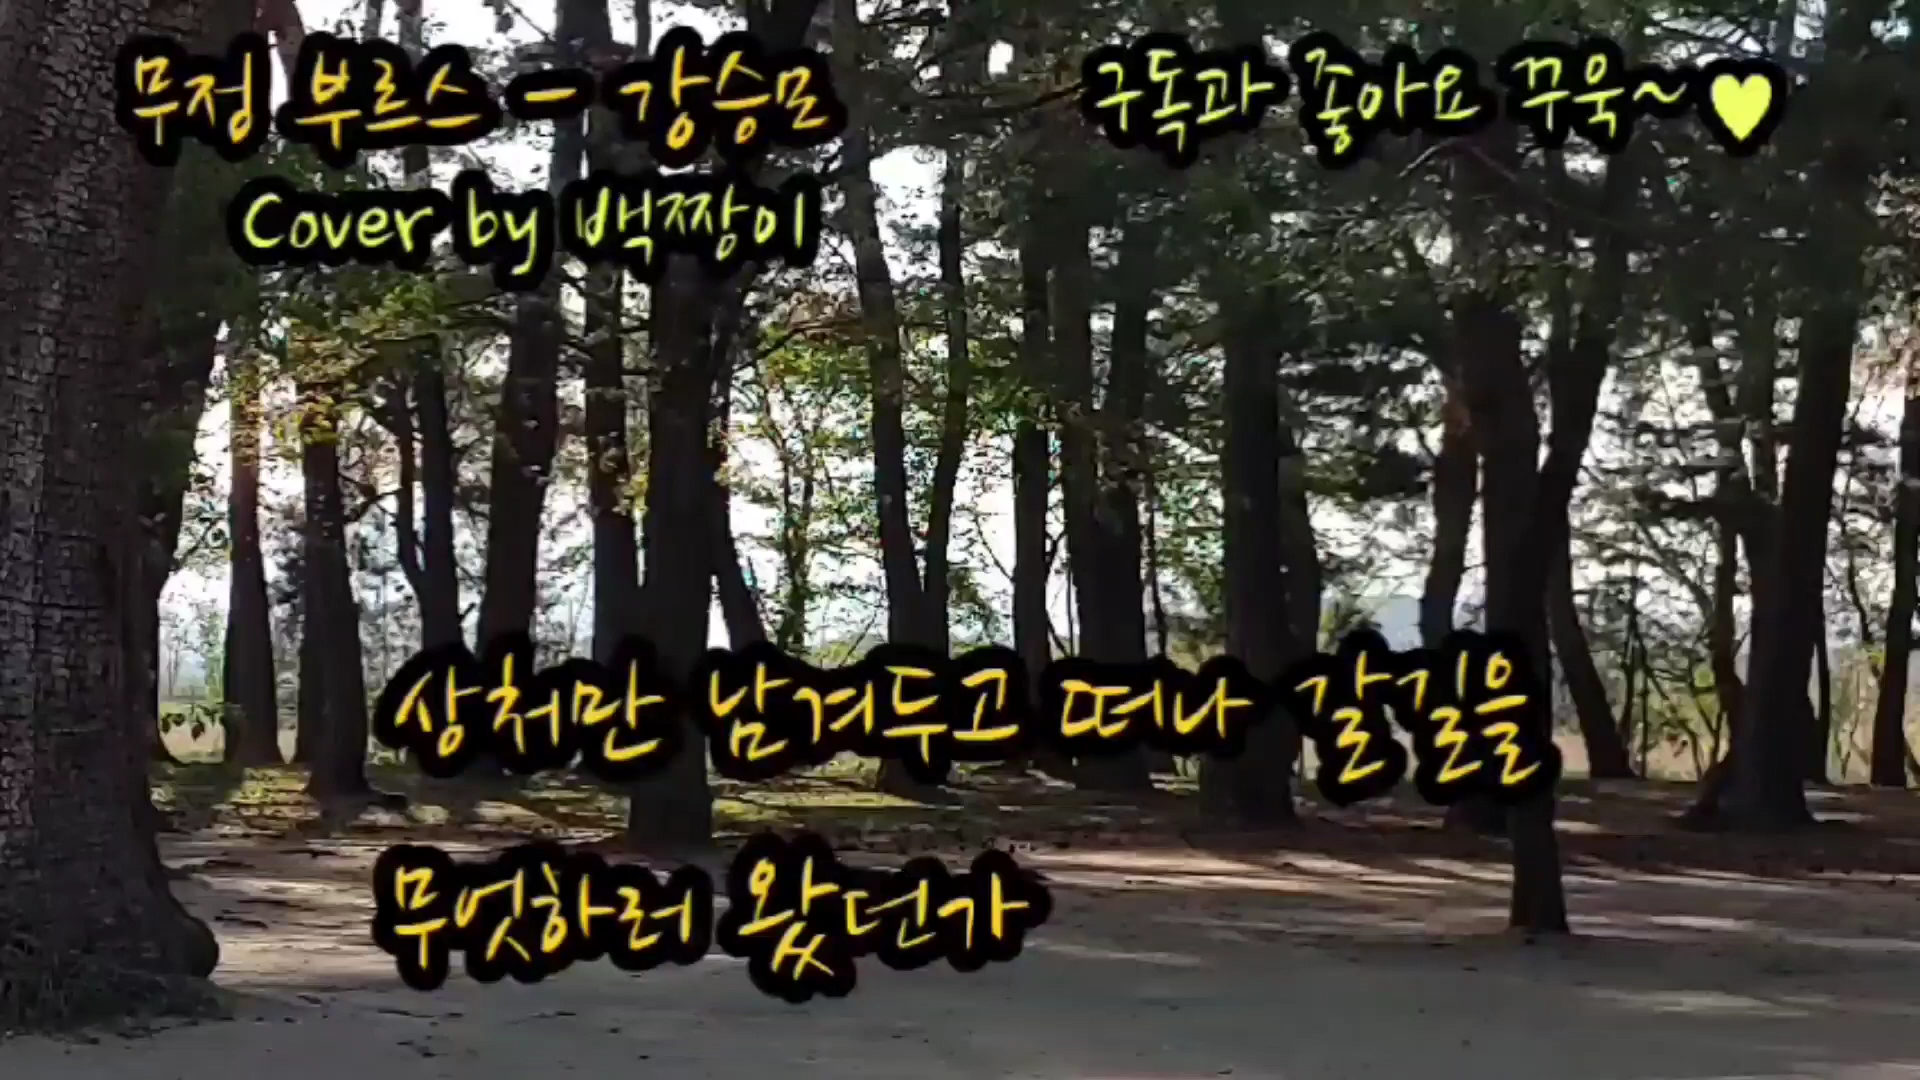 무정 부르스 - 강승모
구독과 좋아요 꾸욱~♥
Cover by 백짱이
상처만 남겨두고 떠나 갈길을
무엇하러 왔던가